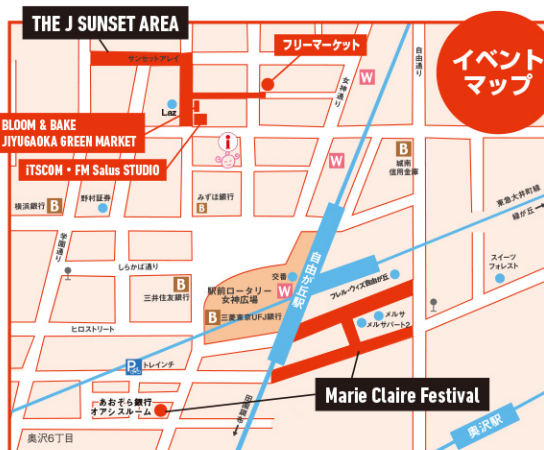 THE J SUNSET AREA
イベント
マップ
サンセットアレイ
フリーマーケット
自由通り
女神通り
W
Laz
BLOOM & BAKE
JIYUGAOKA GREEN MARKET
iTSCOM・FM Salus STUDIO
i
W
B
城南
信用金庫
横浜銀行
B
野村証券
みずほ銀行
B
東急大井町線
緑が丘→
学園通り
しらかば通り
自由が丘駅
交番
駅前ロータリー
女神広場
W
フレル・ウィズ自由が丘
スイーツ
フォレスト
B
三井住友銀行
B
三菱東京UFJ銀行
メルサ
メルサパート2
ヒロストリート
P
トレインチ
Marie Claire Festival
あおぞら銀行
オアシスルーム
奥沢駅
奥沢6丁目